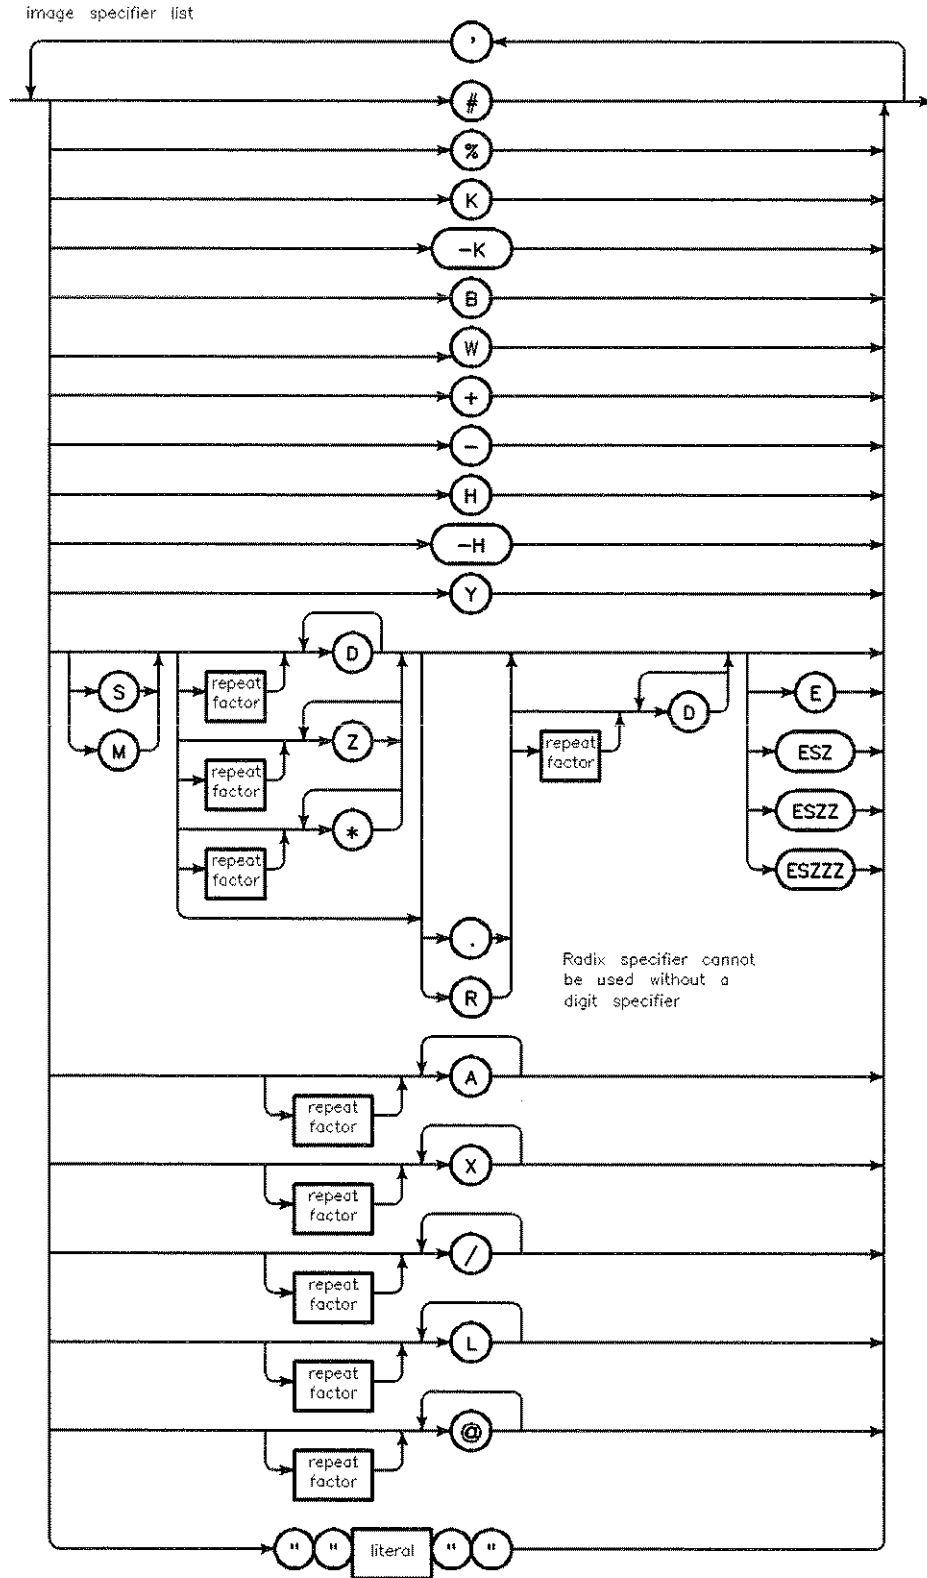 image specifier list
,
#
%
K
-K
B
W
+
-
H
-H
Y
D
S
repeat
factor
D
E
M
Z
repeat
factor
ESZ
repeat
factor
*
ESZZ
repeat
factor
ESZZZ
.
Radix specifier cannot
be used without a
digit specifier
R
A
repeat
factor
X
repeat
factor
/
repeat
factor
L
repeat
factor
@
repeat
factor
" " literal " "